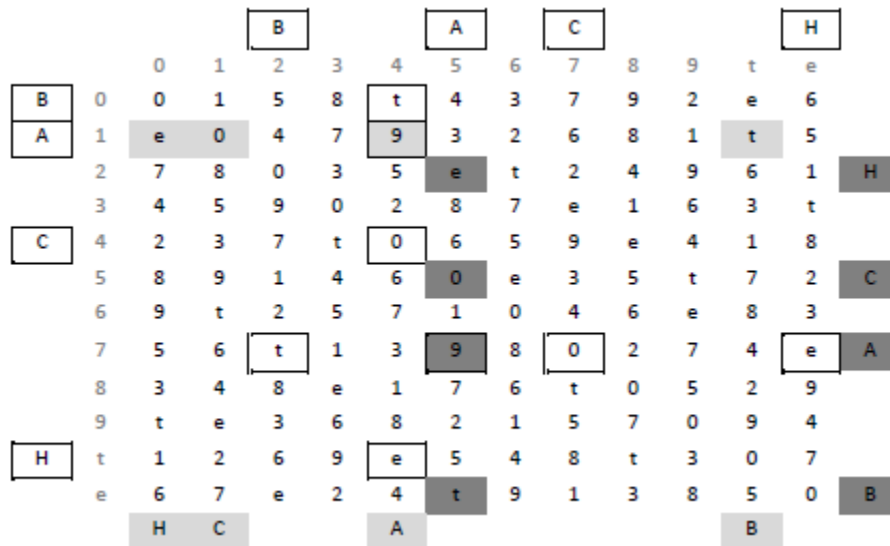 B A C H
0 1 2 3 4 5 6 7 8 9 t e
B 0 0 1 5 8 t 4 3 7 9 2 e 6
A 1 e 0 4 7 9 3 2 6 8 1 t 5
2 7 8 0 3 5 e t 2 4 9 6 1 H
3 4 5 9 0 2 8 7 e 1 6 3 t
C 4 2 3 7 t 0 6 5 9 e 4 1 8
5 8 9 1 4 6 0 e 3 5 t 7 2 C
6 9 t 2 5 7 1 0 4 6 e 8 3
7 5 6 t 1 3 9 8 0 2 7 4 e A
8 3 4 8 e 1 7 6 t 0 5 2 9
9 t e 3 6 8 2 1 5 7 0 9 4
H t 1 2 6 9 e 5 4 8 t 3 0 7
e 6 7 e 2 4 t 9 1 3 8 5 0 B
H C A B